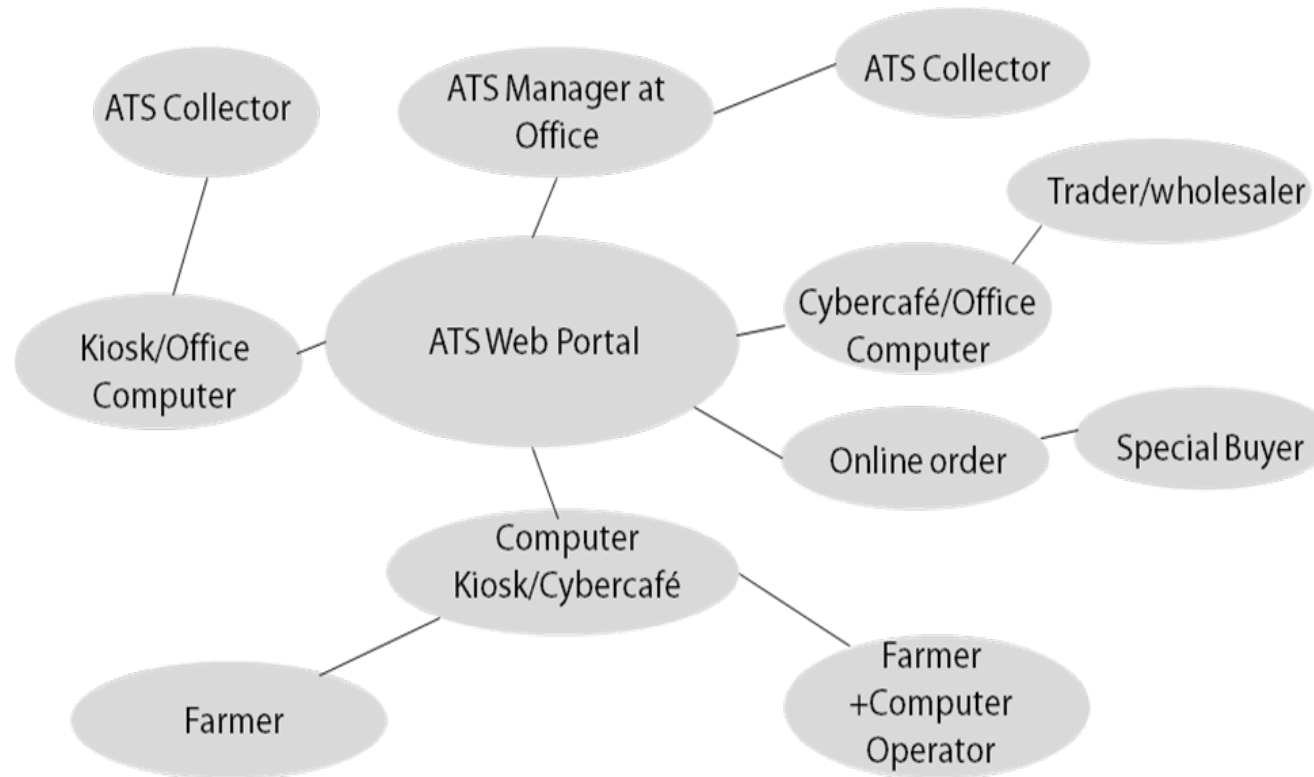 ATS Collector
ATS Manager at
Office
ATS Collector
Trader/wholesaler
Kiosk/Office
Computer
ATS Web Portal
Cybercafé/Office
Computer
Online order
Special Buyer
Computer
Kiosk/Cybercafé
Farmer
Farmer
+Computer
Operator